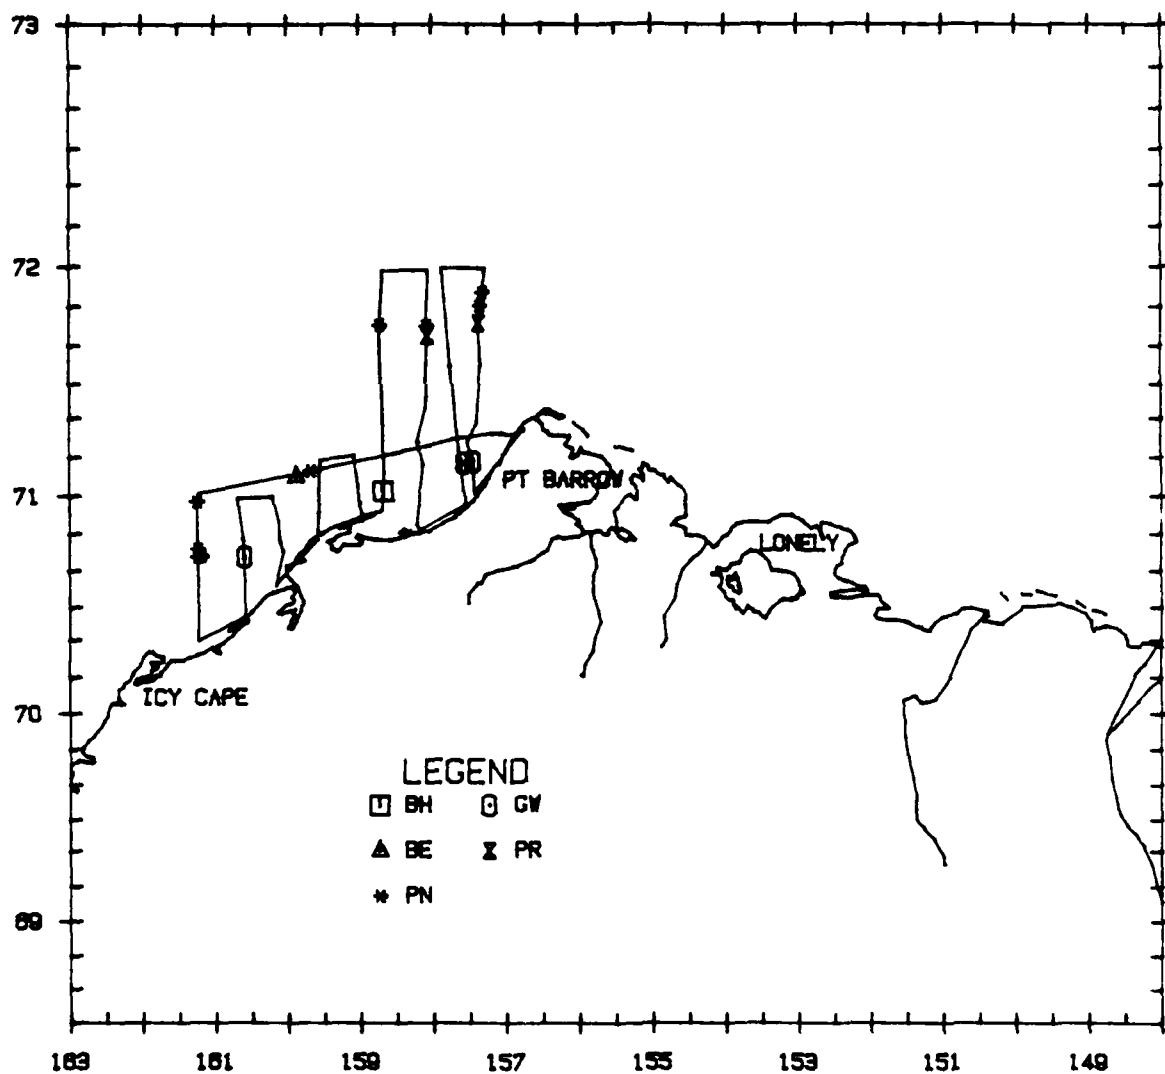 73
72
71
PT BARROW
LONELY
70
ICY CAPE
LEGEND
BH GW
BE PR
PN
69
163 161 159 157 155 153 151 149